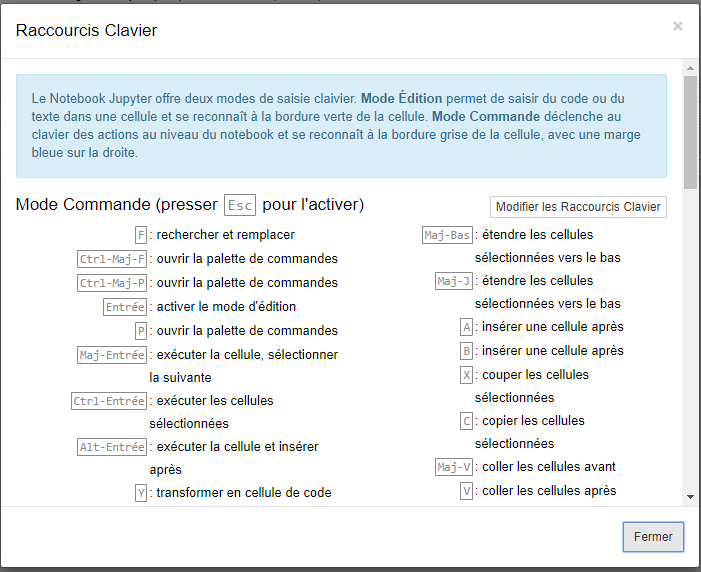 Raccourcis Clavier
×
Le Notebook Jupyter offre deux modes de saisie claivier. Mode Édition permet de saisir du code ou du
texte dans une cellule et se reconnaît à la bordure verte de la cellule. Mode Commande déclenche au
clavier des actions au niveau du notebook et se reconnaît à la bordure grise de la cellule, avec une marge
bleue sur la droite.
Mode Commande (presser Esc pour l'activer)
Modifier les Raccourcis Clavier
F : rechercher et remplacer
Ctrl-Maj-F : ouvrir la palette de commandes
Ctrl-Maj-P : ouvrir la palette de commandes
Entrée : activer le mode d'édition
P : ouvrir la palette de commandes
Maj-Entrée : exécuter la cellule, sélectionner
la suivante
Ctrl-Entrée : exécuter les cellules
sélectionnées
Alt-Entrée : exécuter la cellule et insérer
après
Y : transformer en cellule de code
Maj-Bas : étendre les cellules
sélectionnées vers le bas
Maj-J : étendre les cellules
sélectionnées vers le bas
A : insérer une cellule après
B : insérer une cellule après
X : couper les cellules
sélectionnées
C : copier les cellules
sélectionnées
Maj-V : coller les cellules avant
V : coller les cellules après
Fermer